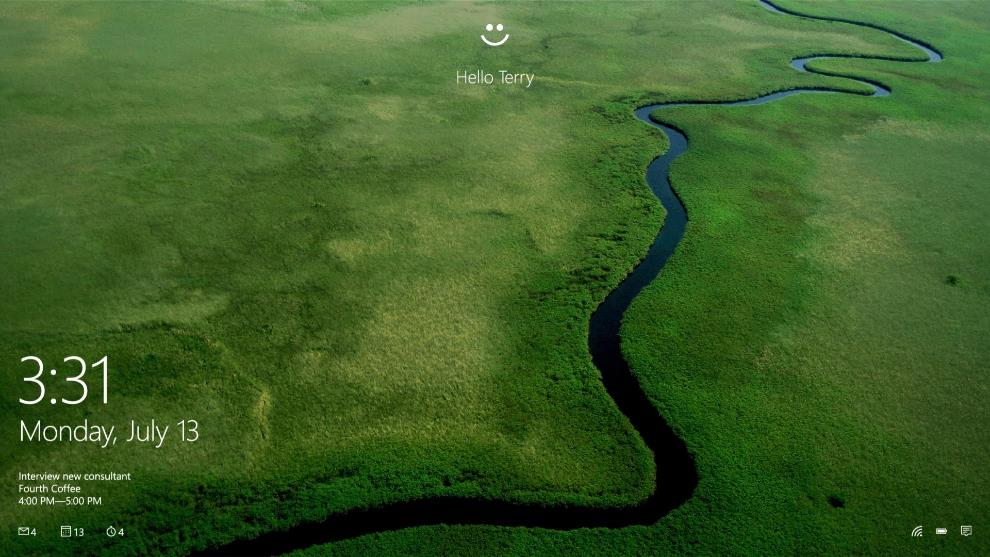 Hello Terry
3:31
Monday, July 13
Interview new consultant
Fourth Coffee
4:00 PM—5:00 PM
4 13 4